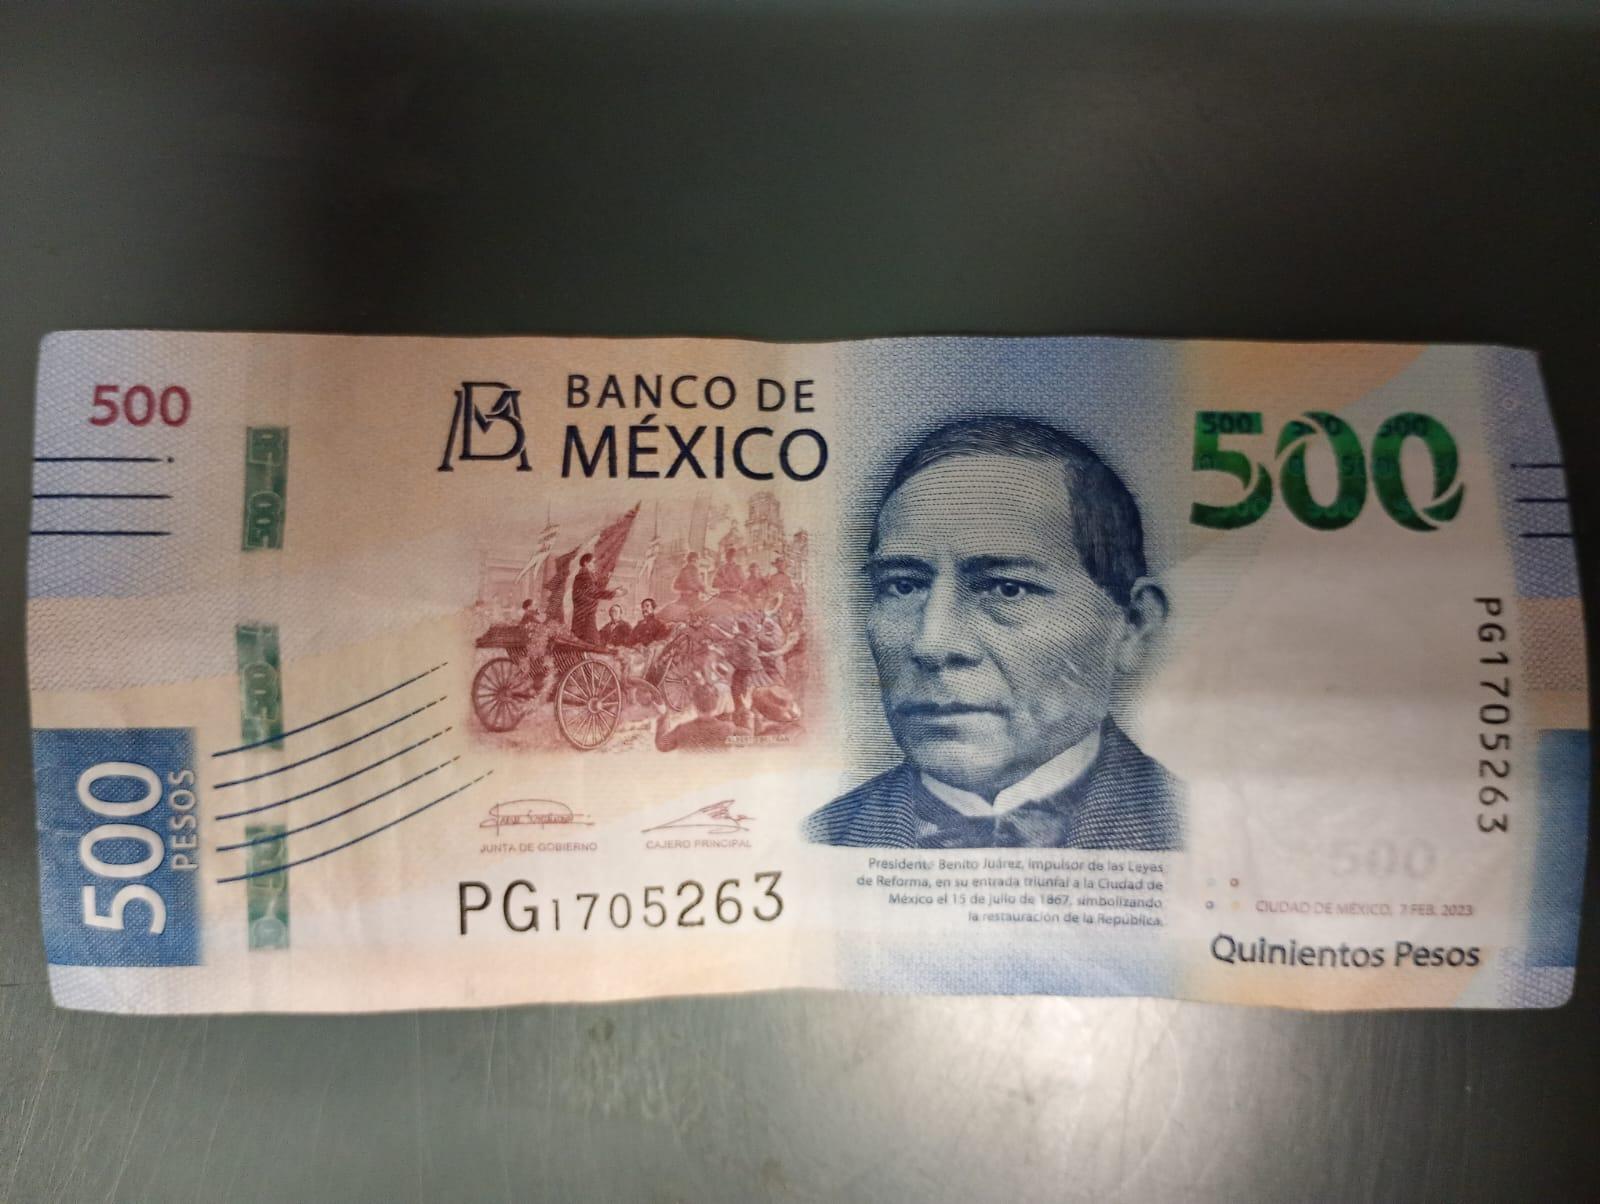 500
BM
BANCO DE
MÉXICO
500
500
PESOS
JUNTA DE GOBIERNO
CAJERO PRINCIPAL
PG1705263
Presidente Benito Juárez, impulsor de las Leyes
de Reforma, en su entrada triunfal a la Ciudad de
México el 15 de julio de 1867, simbolizando
la restauración de la República.
PG1705263
500
CIUDAD DE MÉXICO, 7 FEB. 2023
Quinientos Pesos